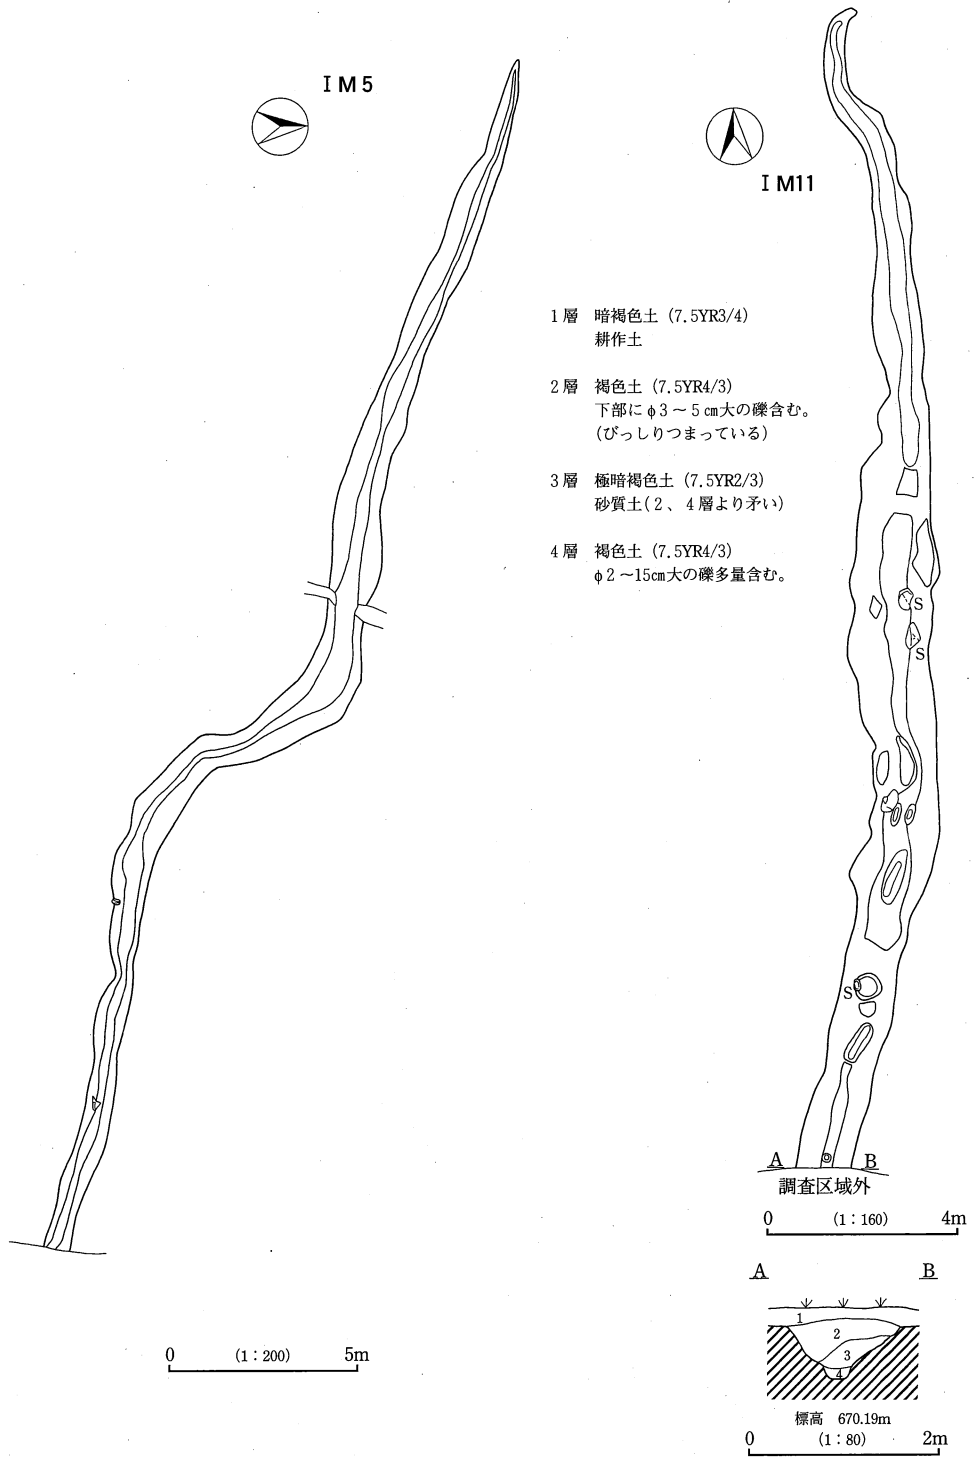 I M 5
I M11
1層 暗褐色土 (7.5YR3/4)
耕作土
2層 褐色土 (7.5YR4/3)
下部にφ3～5㎝大の礫含む。
(びっしりつまっている)
3層 極暗褐色土 (7.5YR2/3)
砂質土(2、4層より矛い)
4層 褐色土 (7.5YR4/3)
φ2～15㎝大の礫多量含む。
S
S
S
A B
調査区域外
0 (1：160) 4m
A B
1
2
3
4
標高 670.19m
0 (1：80) 2m
0 (1：200) 5m